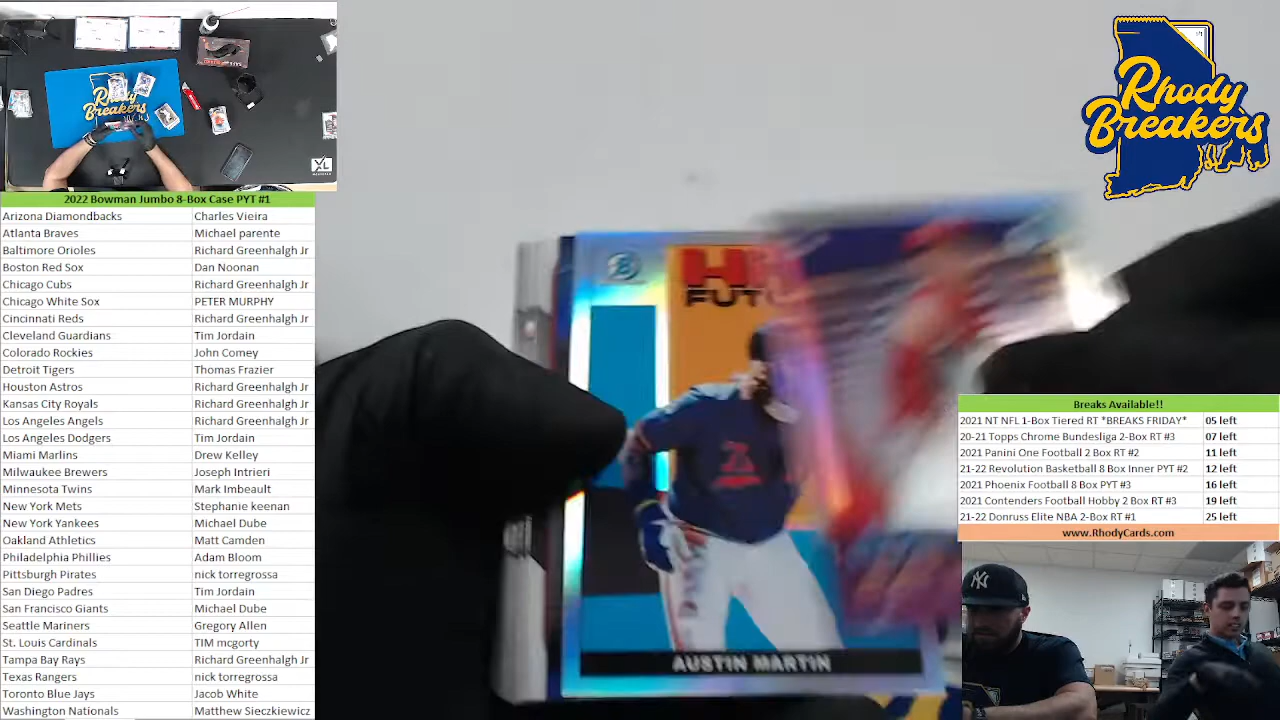 2022 Bowman Jumbo 8-Box Case PYT #1
Arizona Diamondbacks Charles Vieira
Atlanta Braves Michael parente
Baltimore Orioles Richard Greenhalgh Jr
Boston Red Sox Dan Noonan
Chicago Cubs Richard Greenhalgh Jr
Chicago White Sox PETER MURPHY
Cincinnati Reds Richard Greenhalgh Jr
Cleveland Guardians Tim Jordain
Colorado Rockies John Comey
Detroit Tigers Thomas Frazier
Houston Astros Richard Greenhalgh Jr
Kansas City Royals Richard Greenhalgh Jr
Los Angeles Angels Richard Greenhalgh Jr
Los Angeles Dodgers Tim Jordain
Miami Marlins Drew Kelley
Milwaukee Brewers Joseph Intrieri
Minnesota Twins Mark Imbeault
New York Mets Stephanie keenan
New York Yankees Michael Dube
Oakland Athletics Matt Camden
Philadelphia Phillies Adam Bloom
Pittsburgh Pirates nick torregrossa
San Diego Padres Tim Jordain
San Francisco Giants Michael Dube
Seattle Mariners Gregory Allen
St. Louis Cardinals TIM mcgorty
Tampa Bay Rays Richard Greenhalgh Jr
Texas Rangers nick torregrossa
Toronto Blue Jays Jacob White
Washington Nationals Matthew Sieczkiewicz
Rhody
Breakers
XL
AUSTIN MARTIN
Rhody
Breakers
1/1
Breaks Available!!
2021 NT NFL 1-Box Tiered RT *BREAKS FRIDAY* 05 left
20-21 Topps Chrome Bundesliga 2-Box RT #3 07 left
2021 Panini One Football 2 Box RT #2 11 left
21-22 Revolution Basketball 8 Box Inner PYT #2 12 left
2021 Phoenix Football 8 Box PYT #3 16 left
2021 Contenders Football Hobby 2 Box RT #3 19 left
21-22 Donruss Elite NBA 2-Box RT #1 25 left
www.RhodyCards.com